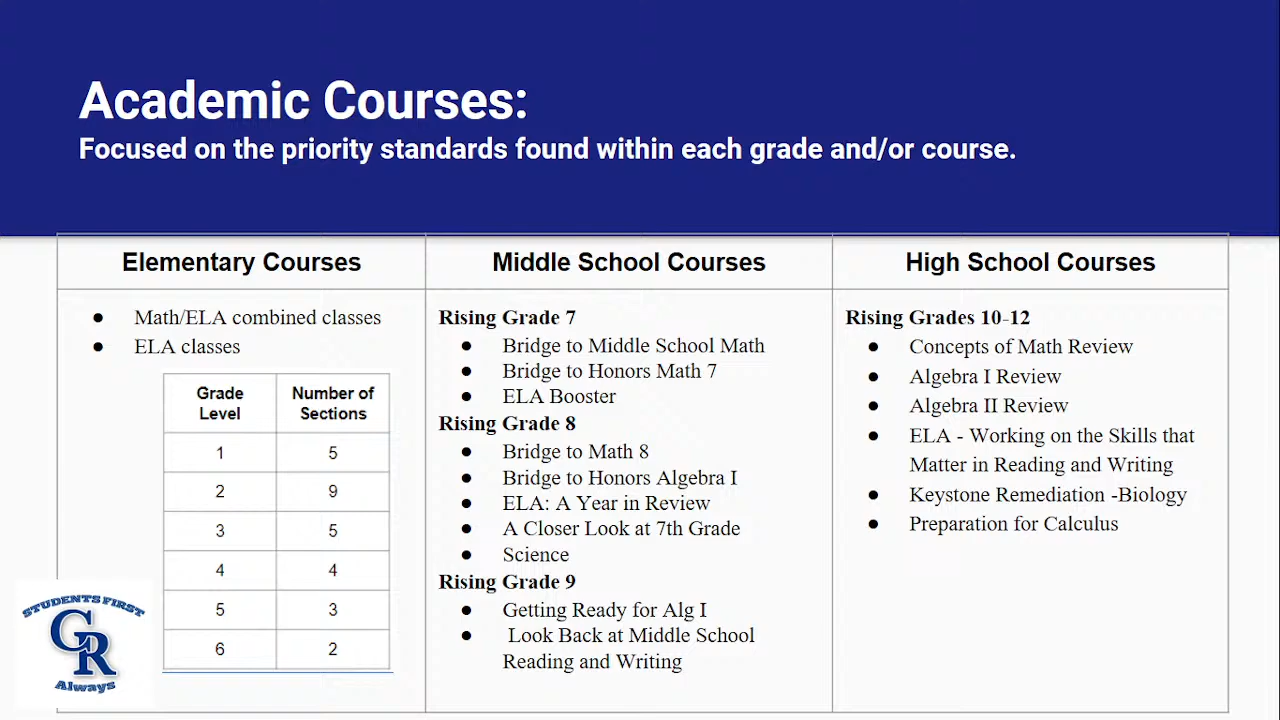 Academic Courses:
Focused on the priority standards found within each grade and/or course.
Elementary Courses
Math/ELA combined classes
ELA classes
Grade Level Number of Sections
1 5
2 9
3 5
4 4
5 3
6 2
Middle School Courses
Rising Grade 7
Bridge to Middle School Math
Bridge to Honors Math 7
ELA Booster
Rising Grade 8
Bridge to Math 8
Bridge to Honors Algebra I
ELA: A Year in Review
A Closer Look at 7th Grade
Science
Rising Grade 9
Getting Ready for Alg I
Look Back at Middle School
Reading and Writing
High School Courses
Rising Grades 10-12
Concepts of Math Review
Algebra I Review
Algebra II Review
ELA - Working on the Skills that
Matter in Reading and Writing
Keystone Remediation -Biology
Preparation for Calculus
STUDENTS FIRST
CR
Always